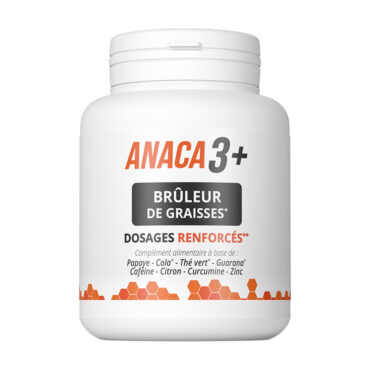 ANACA3+
BRÛLEUR
DE GRAISSES*
DOSAGES RENFORCÉS**
Complément alimentaire à base de :
Papaye - Cola* - Thé vert* - Guarana*
Caféine - Citron - Curcumine - Zinc